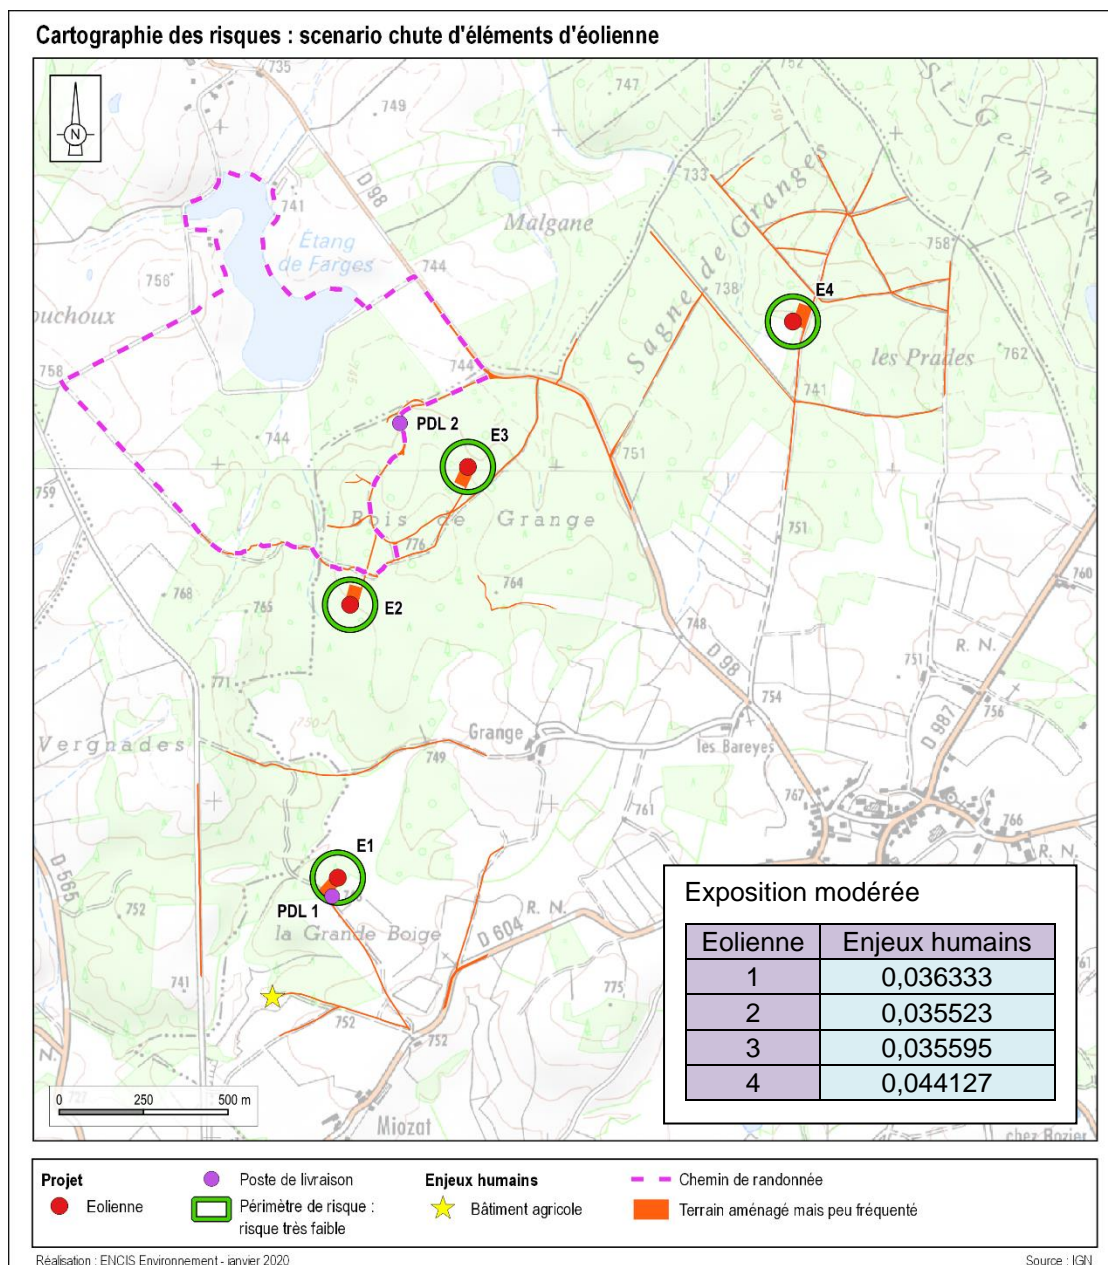 Cartographie des risques : scenario chute d'éléments d'éolienne
735
752
749
747
St Germain
N
D 98
733
741
Malgane
Sagne de Granges
Étang
de Farges
758
744
756
738
E4
ouchoux
les Prades
762
758
744
741
PDL 2
E3
744
751
759
Bois de Grange
776
751
768
765
764
760
E2
748
R. N.
771
D 98
751
754
756
750
Grange
D 987
Vergnades
749
les Bareyes
767
761
766
E1
R. N.
D 565
PDL 1
752
R. N.
la Grande Boige
D 604
741
775
761
752
752
N.
727
0 250 500 m
Miozat
chez Rozier
Exposition modérée
Eolienne Enjeux humains
1 0,036333
2 0,035523
3 0,035595
4 0,044127
Projet
Eolienne
Poste de livraison
Périmètre de risque :
risque très faible
Enjeux humains
Bâtiment agricole
Chemin de randonnée
Terrain aménagé mais peu fréquenté
Réalisation : ENCIS Environnement - janvier 2020
Source : IGN